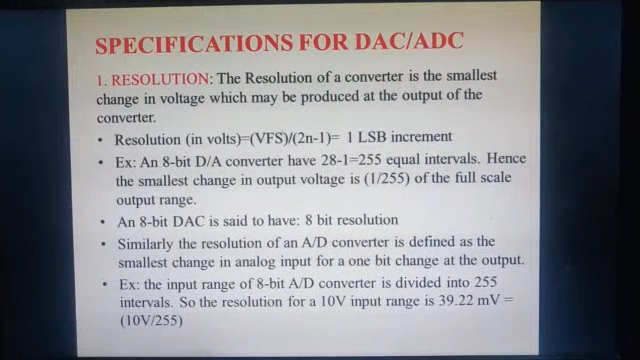 SPECIFICATIONS FOR DAC/ADC
1. RESOLUTION: The Resolution of a converter is the smallest
change in voltage which may be produced at the output of the
converter.
• Resolution (in volts)=(VFS)/(2n-1)= 1 LSB increment
• Ex: An 8-bit D/A converter have 28-1=255 equal intervals. Hence
the smallest change in output voltage is (1/255) of the full scale
output range.
• An 8-bit DAC is said to have: 8 bit resolution
• Similarly the resolution of an A/D converter is defined as the
smallest change in analog input for a one bit change at the output.
• Ex: the input range of 8-bit A/D converter is divided into 255
intervals. So the resolution for a 10V input range is 39.22 mV =
(10V/255)